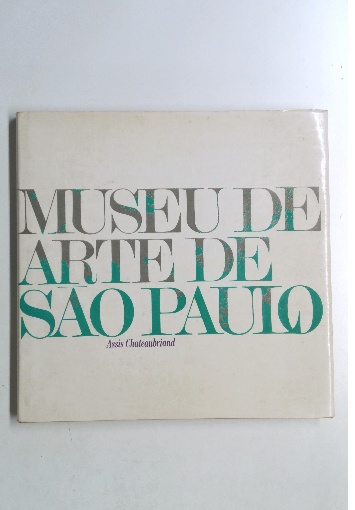 MUSEU DE
ARTE DE
SAO PAULO
Assis Chateaubriand